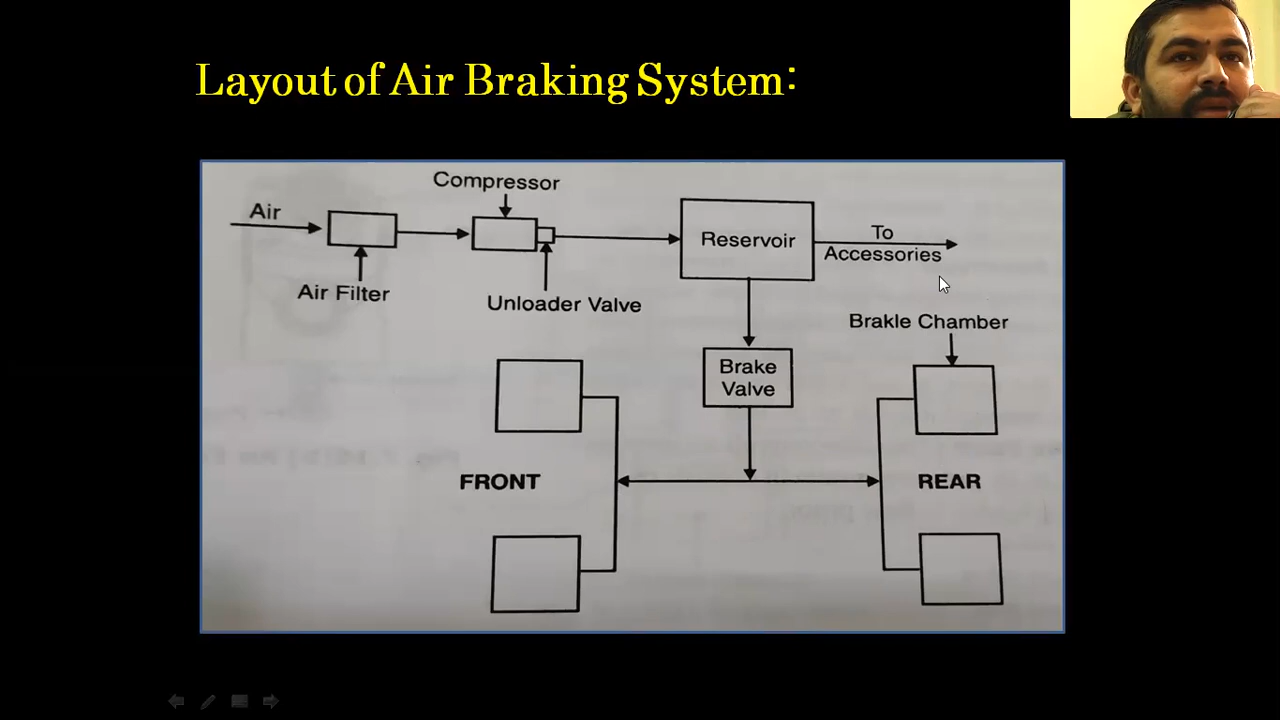 Layout of Air Braking System:
Compressor
Air
Reservoir
To
Accessories
Air Filter
Unloader Valve
Brakle Chamber
Brake
Valve
FRONT
REAR